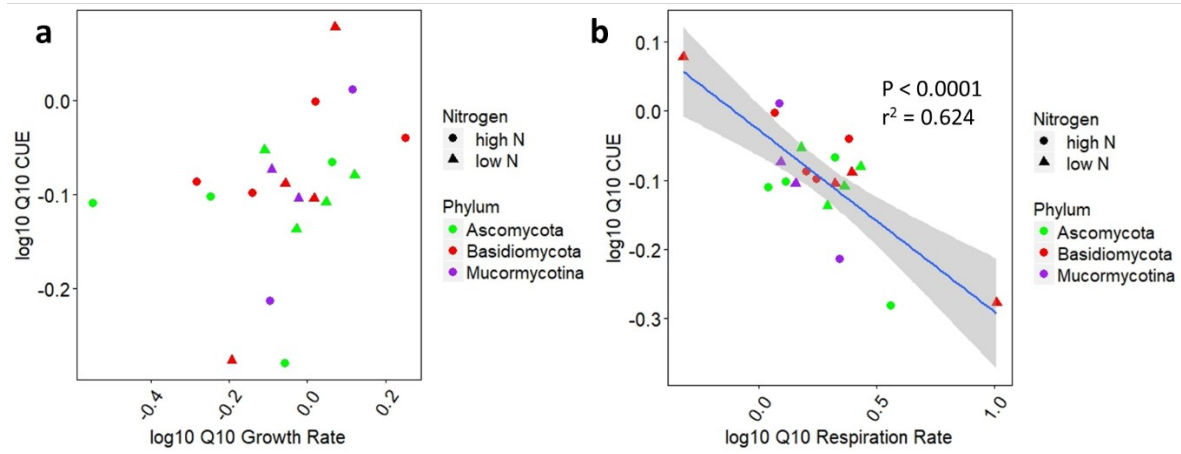 a
log10 Q10 CUE
0.0
-0.1
-0.2
-0.4
-0.2
0.0
0.2
log10 Q10 Growth Rate
Nitrogen
high N
low N
Phylum
Ascomycota
Basidiomycota
Mucormycotina
b
log10 Q10 CUE
0.1
0.0
-0.1
-0.2
-0.3
P < 0.0001
r² = 0.624
0.0
0.5
1.0
log10 Q10 Respiration Rate
Nitrogen
high N
low N
Phylum
Ascomycota
Basidiomycota
Mucormycotina